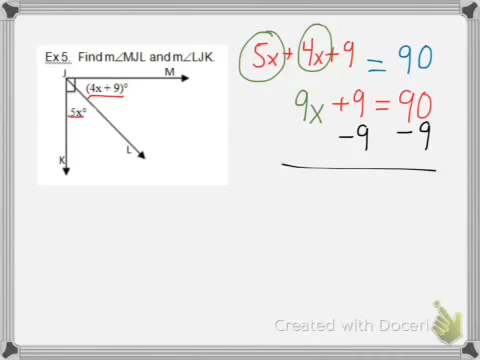 Ex 5. Find m∠MJL and m∠LJK.
J
M
(4x + 9)°
5x°
K
L
5x + 4x + 9 = 90
9x + 9 = 90
-9 -9
Created with Doceri